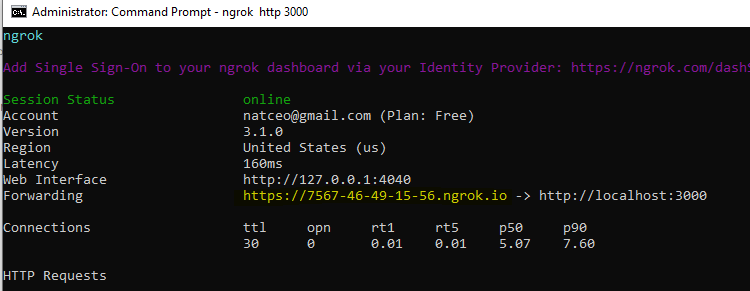 Administrator: Command Prompt - ngrok http 3000
ngrok
Add Single Sign-On to your ngrok dashboard via your Identity Provider: https://ngrok.com/dashS
Session Status online
Account natceo@gmail.com (Plan: Free)
Version 3.1.0
Region United States (us)
Latency 160ms
Web Interface http://127.0.0.1:4040
Forwarding https://7567-46-49-15-56.ngrok.io -> http://localhost:3000
Connections ttl opn rt1 rt5 p50 p90
30 0 0.01 0.01 5.07 7.60
HTTP Requests